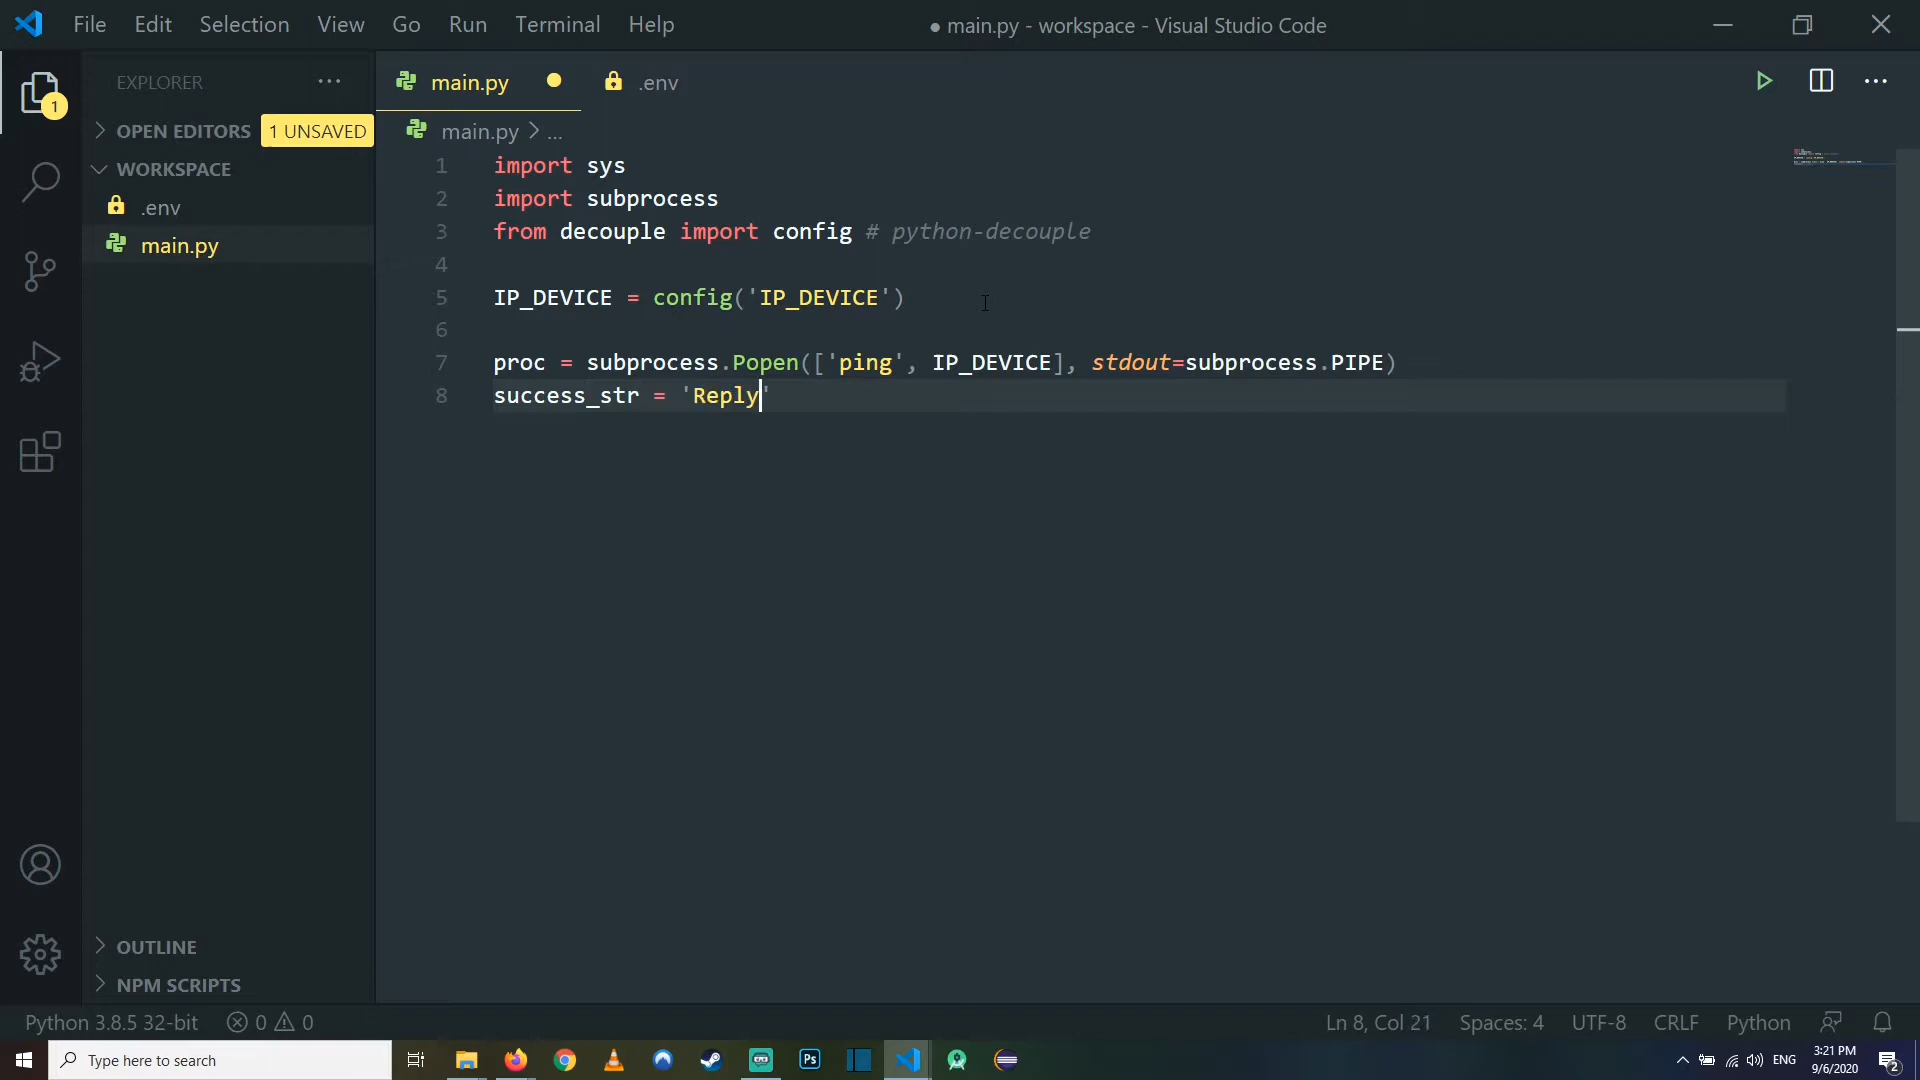 File Edit Selection View Go Run Terminal Help
● main.py - workspace - Visual Studio Code
EXPLORER ···
1
OPEN EDITORS 1 UNSAVED
WORKSPACE
.env
main.py
main.py .env
main.py > ...
1 import sys
2 import subprocess
3 from decouple import config # python-decouple
4
5 IP_DEVICE = config('IP_DEVICE')
6
7 proc = subprocess.Popen(['ping', IP_DEVICE], stdout=subprocess.PIPE)
8 success_str = 'Reply'
OUTLINE
NPM SCRIPTS
Python 3.8.5 32-bit 0 0 Ln 8, Col 21 Spaces: 4 UTF-8 CRLF Python
Type here to search
Ps
ENG
3:21 PM
9/6/2020
2